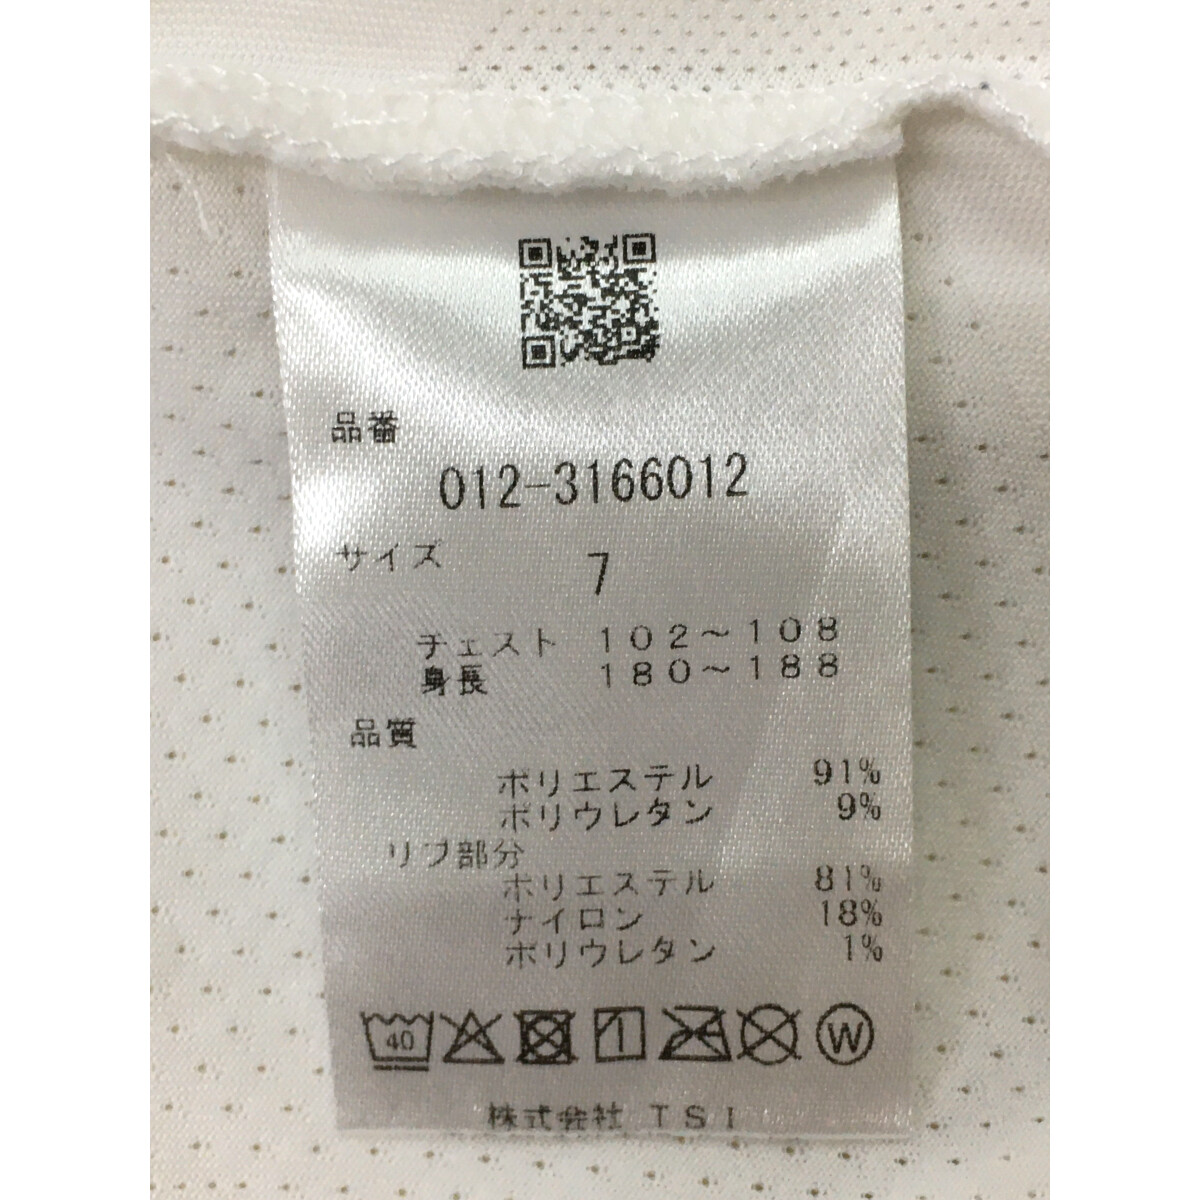 品番
012-3166012
サイズ 7
チェスト 102～108
身長 180～188
品質
ポリエステル 91%
ポリウレタン 9%
リブ部分
ポリエステル 81%
ナイロン 18%
ポリウレタン 1%
40 W
株式会社 TSI